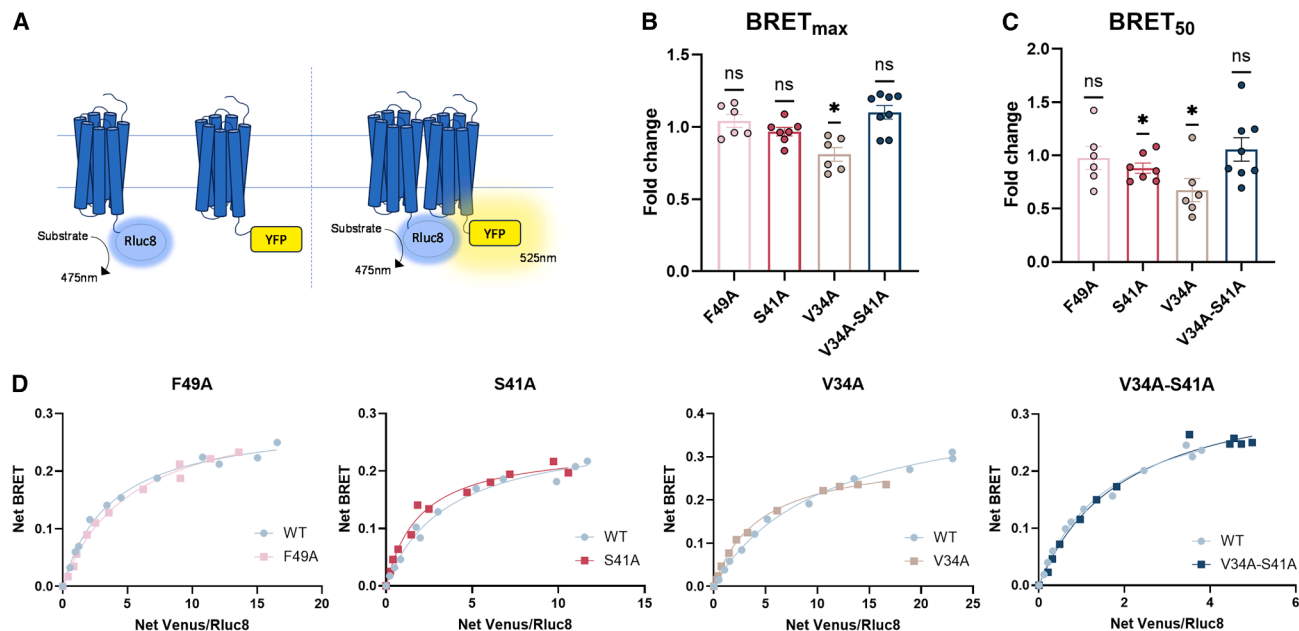 A
Substrate
Rluc8
475nm
YFP
Substrate
Rluc8
475nm
YFP
525nm
B
BRETmax
Fold change
1.5
1.0
0.5
0.0
ns
ns
*
ns
F49A
S41A
V34A
V34A-S41A
C
BRET50
Fold change
2.0
1.5
1.0
0.5
0.0
ns
*
*
ns
F49A
S41A
V34A
V34A-S41A
D
F49A
Net BRET
0.3
0.2
0.1
0.0
WT
F49A
0 5 10 15 20
Net Venus/Rluc8
S41A
Net BRET
0.3
0.2
0.1
0.0
WT
S41A
0 5 10 15
Net Venus/Rluc8
V34A
Net BRET
0.4
0.3
0.2
0.1
0.0
WT
V34A
0 5 10 15 20 25
Net Venus/Rluc8
V34A-S41A
Net BRET
0.3
0.2
0.1
0.0
WT
V34A-S41A
0 2 4 6
Net Venus/Rluc8